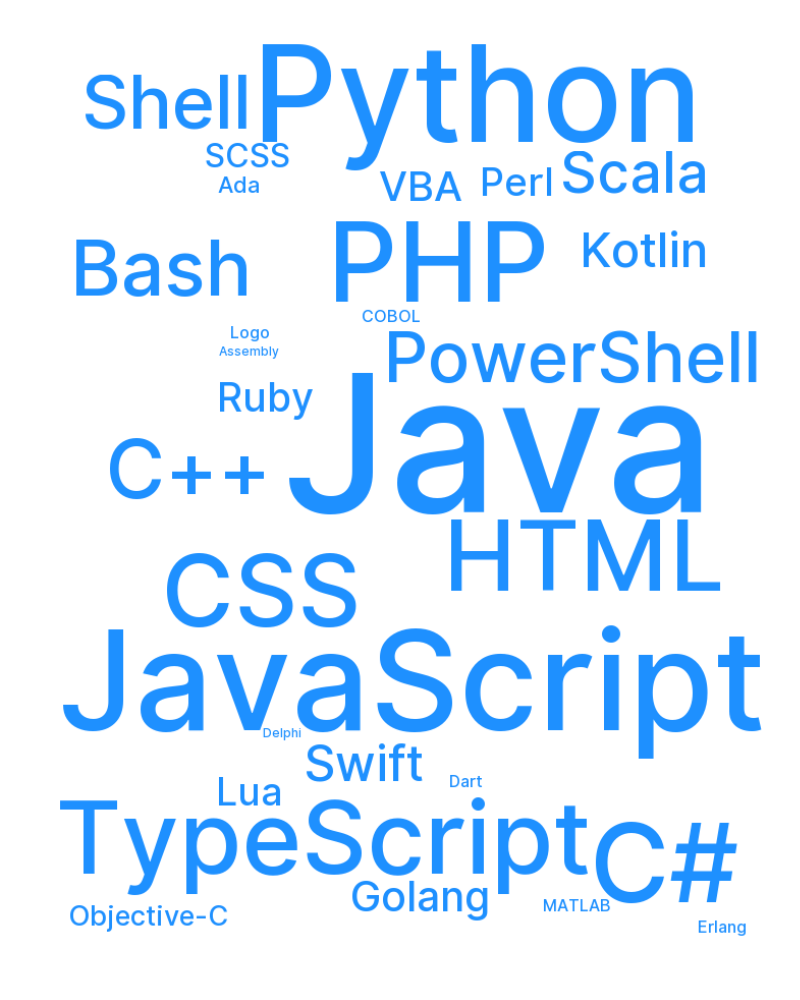 Python
Shell
SCSS
Scala
Ada
VBA
Perl
PHP
Kotlin
Bash
COBOL
Logo
Assembly
PowerShell
Ruby
Java
C++
HTML
CSS
JavaScript
Delphi
Swift
Dart
Lua
TypeScript
C#
Golang
MATLAB
Objective-C
Erlang